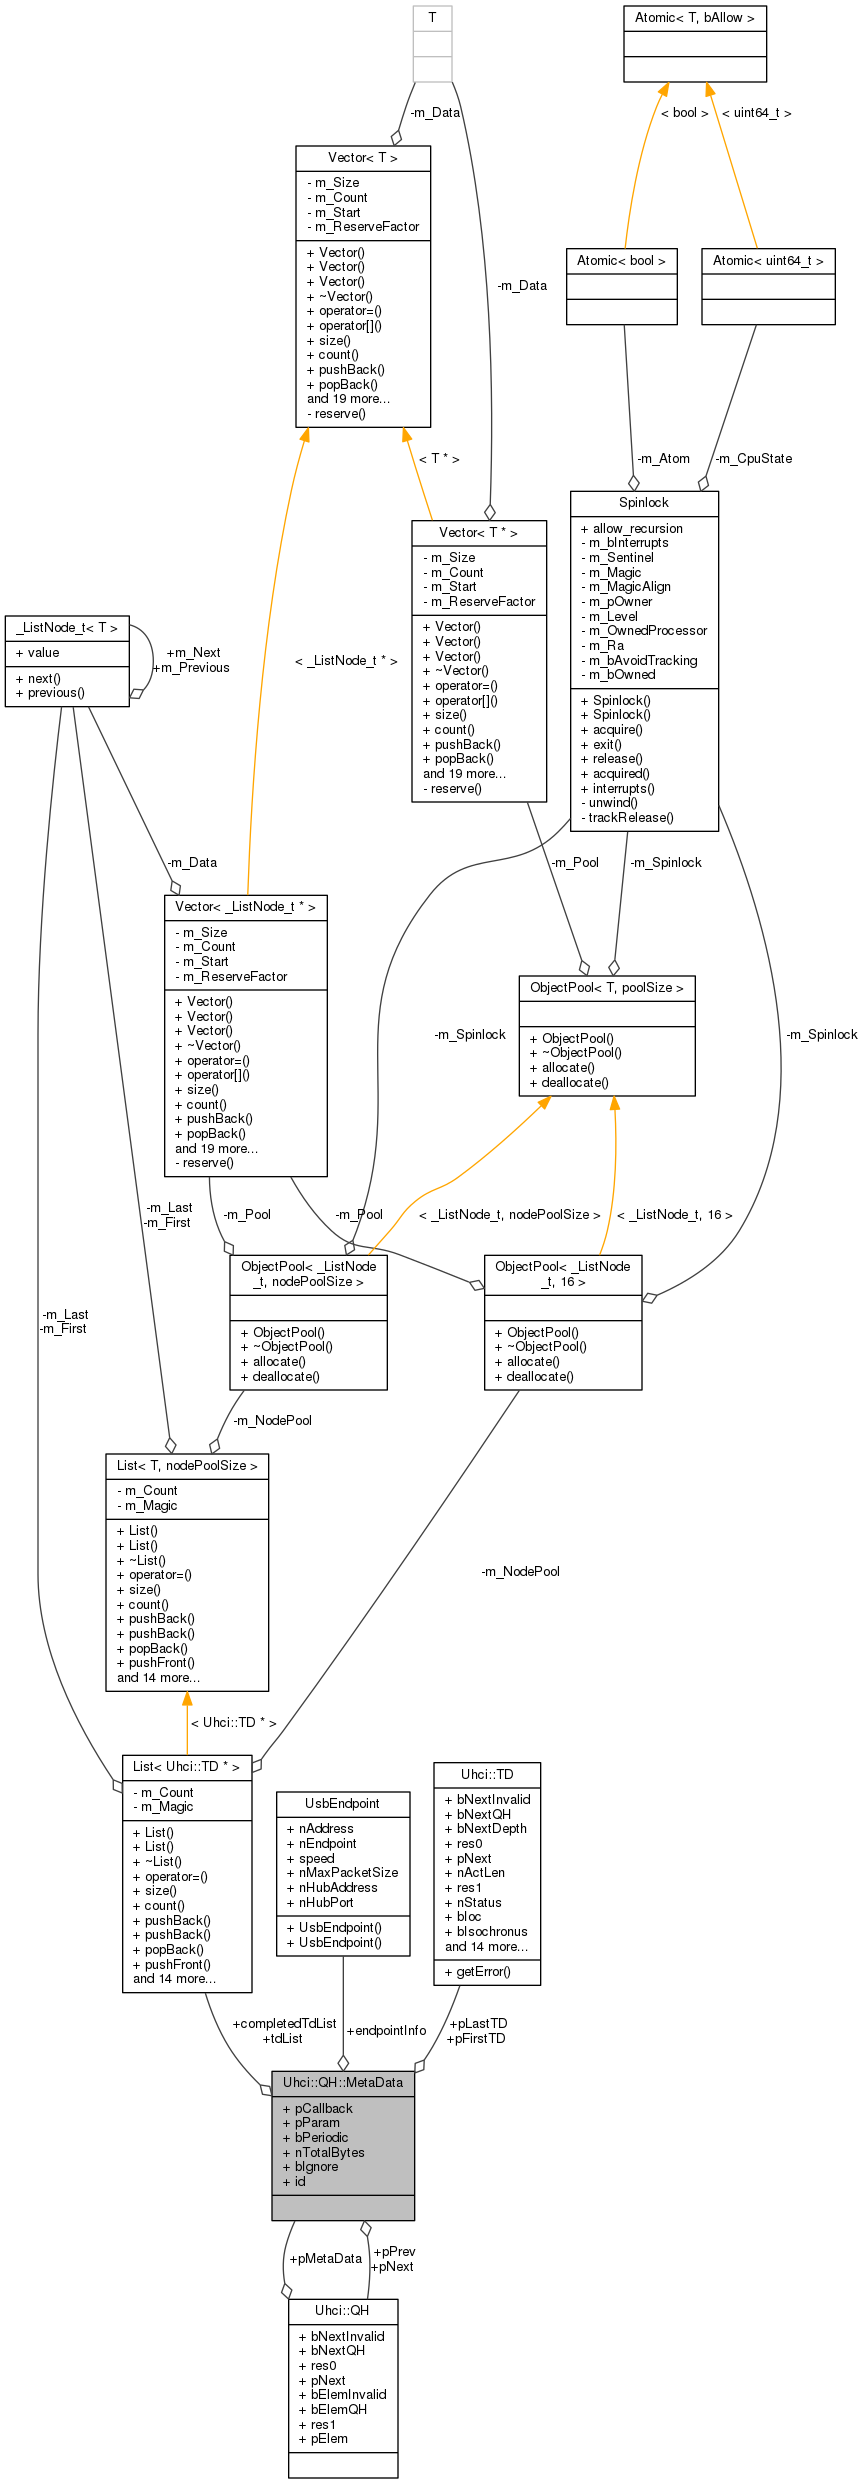 T
Atomic< T, bAllow >
-m_Data
< bool >
< uint64_t >
Vector< T >
- m_Size
- m_Count
- m_Start
- m_ReserveFactor
+ Vector()
+ Vector()
+ Vector()
+ ~Vector()
+ operator=()
+ operator[]()
+ size()
+ count()
+ pushBack()
+ popBack()
and 19 more...
- reserve()
Atomic< bool >
Atomic< uint64_t >
-m_Data
< T * >
-m_Atom
-m_CpuState
Vector< T * >
- m_Size
- m_Count
- m_Start
- m_ReserveFactor
+ Vector()
+ Vector()
+ Vector()
+ ~Vector()
+ operator=()
+ operator[]()
+ size()
+ count()
+ pushBack()
+ popBack()
and 19 more...
- reserve()
Spinlock
+ allow_recursion
- m_bInterrupts
- m_Sentinel
- m_Magic
- m_MagicAlign
- m_pOwner
- m_Level
- m_OwnedProcessor
- m_Ra
- m_bAvoidTracking
- m_bOwned
+ Spinlock()
+ Spinlock()
+ acquire()
+ exit()
+ release()
+ acquired()
+ interrupts()
- unwind()
- trackRelease()
_ListNode_t< T >
+ value
+ next()
+ previous()
+m_Next
+m_Previous
< _ListNode_t * >
-m_Data
-m_Pool
-m_Spinlock
Vector< _ListNode_t * >
- m_Size
- m_Count
- m_Start
- m_ReserveFactor
+ Vector()
+ Vector()
+ Vector()
+ ~Vector()
+ operator=()
+ operator[]()
+ size()
+ count()
+ pushBack()
+ popBack()
and 19 more...
- reserve()
ObjectPool< T, poolSize >
+ ObjectPool()
+ ~ObjectPool()
+ allocate()
+ deallocate()
-m_Spinlock
-m_Spinlock
-m_Last
-m_First
-m_Pool
-m_Pool
< _ListNode_t, nodePoolSize >
< _ListNode_t, 16 >
ObjectPool< _ListNode
_t, nodePoolSize >
+ ObjectPool()
+ ~ObjectPool()
+ allocate()
+ deallocate()
ObjectPool< _ListNode
_t, 16 >
+ ObjectPool()
+ ~ObjectPool()
+ allocate()
+ deallocate()
-m_Last
-m_First
-m_NodePool
List< T, nodePoolSize >
- m_Count
- m_Magic
+ List()
+ List()
+ ~List()
+ operator=()
+ size()
+ count()
+ pushBack()
+ pushBack()
+ popBack()
+ pushFront()
and 14 more...
-m_NodePool
< Uhci::TD * >
List< Uhci::TD * >
- m_Count
- m_Magic
+ List()
+ List()
+ ~List()
+ operator=()
+ size()
+ count()
+ pushBack()
+ pushBack()
+ popBack()
+ pushFront()
and 14 more...
UsbEndpoint
+ nAddress
+ nEndpoint
+ speed
+ nMaxPacketSize
+ nHubAddress
+ nHubPort
+ UsbEndpoint()
+ UsbEndpoint()
Uhci::TD
+ bNextInvalid
+ bNextQH
+ bNextDepth
+ res0
+ pNext
+ nActLen
+ res1
+ nStatus
+ bIoc
+ bIsochronus
and 14 more...
+ getError()
+completedTdList
+tdList
+endpointInfo
+pLastTD
+pFirstTD
Uhci::QH::MetaData
+ pCallback
+ pParam
+ bPeriodic
+ nTotalBytes
+ bIgnore
+ id
+pMetaData
+pPrev
+pNext
Uhci::QH
+ bNextInvalid
+ bNextQH
+ res0
+ pNext
+ bElemInvalid
+ bElemQH
+ res1
+ pElem